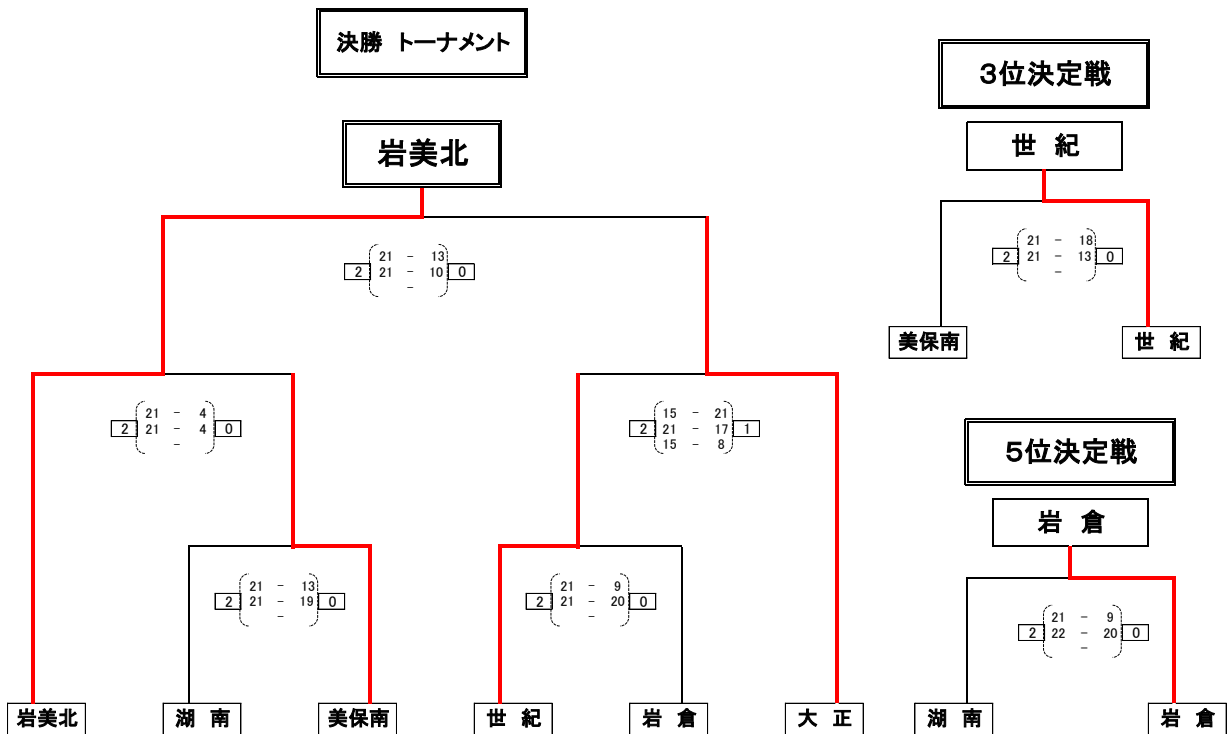 決勝 トーナメント
岩美北
21 - 13
2 21 - 10 0
-
21 - 4
2 21 - 4 0
-
15 - 21
2 21 - 17 1
15 - 8
21 - 13
2 21 - 19 0
-
21 - 9
2 21 - 20 0
-
岩美北 湖 南 美保南 世 紀 岩 倉 大 正
3位決定戦
世 紀
21 - 18
2 21 - 13 0
-
美保南 世 紀
5位決定戦
岩 倉
21 - 9
2 22 - 20 0
-
湖 南 岩 倉